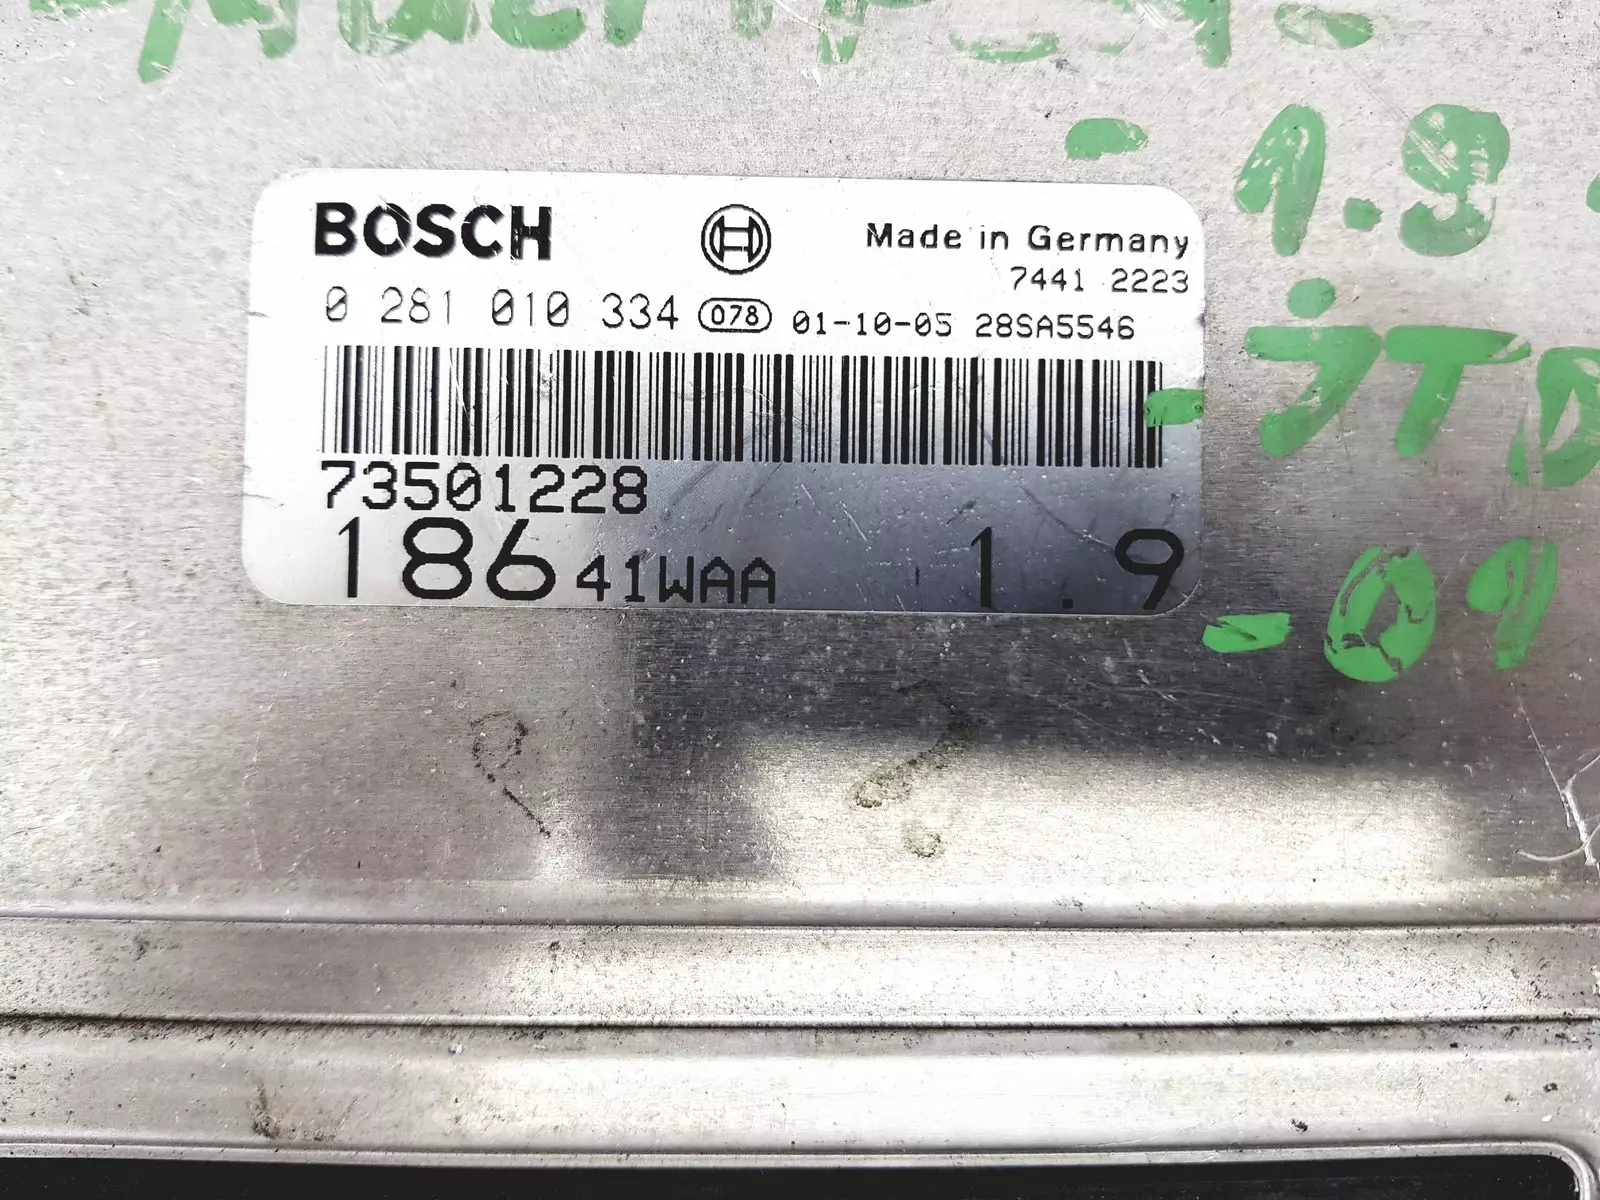 - 1.9
BOSCH
Made in Germany
7441 2223
0 281 010 334 078 01-10-05 28SA5546
- JTD
73501228
186 41WAA 1.9
- 01